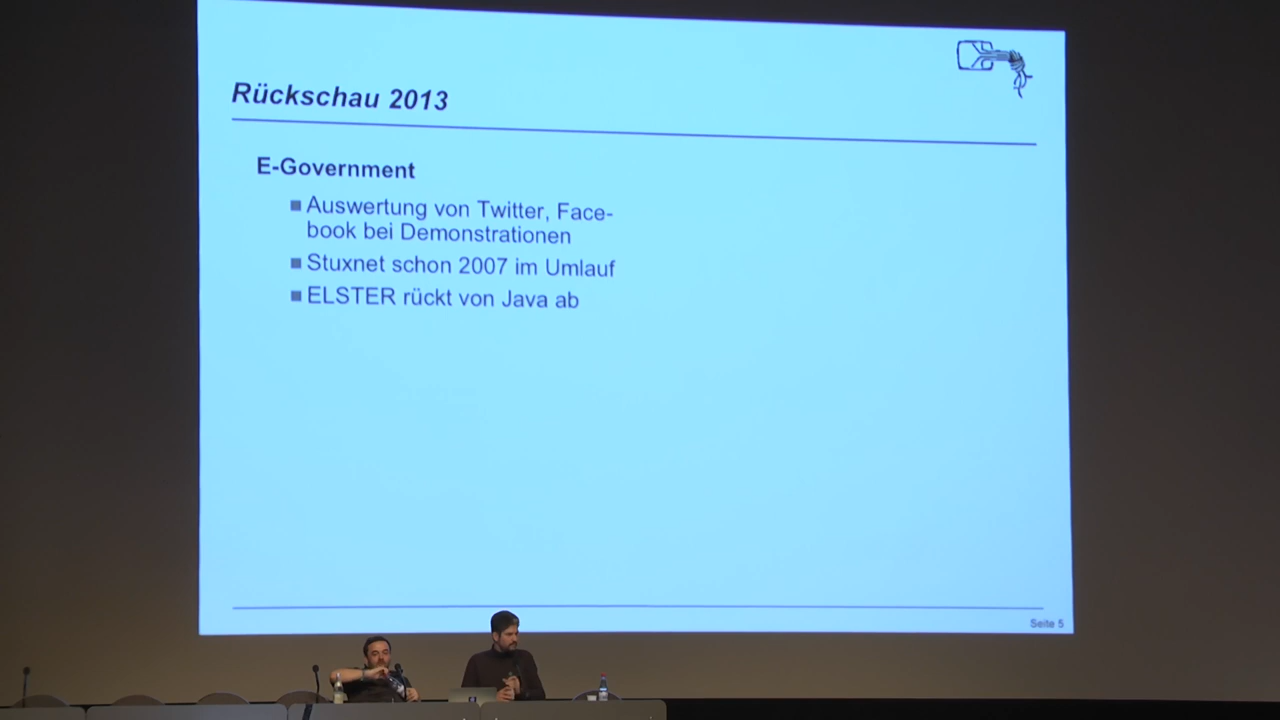 Rückschau 2013
E-Government
Auswertung von Twitter, Face-
book bei Demonstrationen
Stuxnet schon 2007 im Umlauf
ELSTER rückt von Java ab
Seite 5